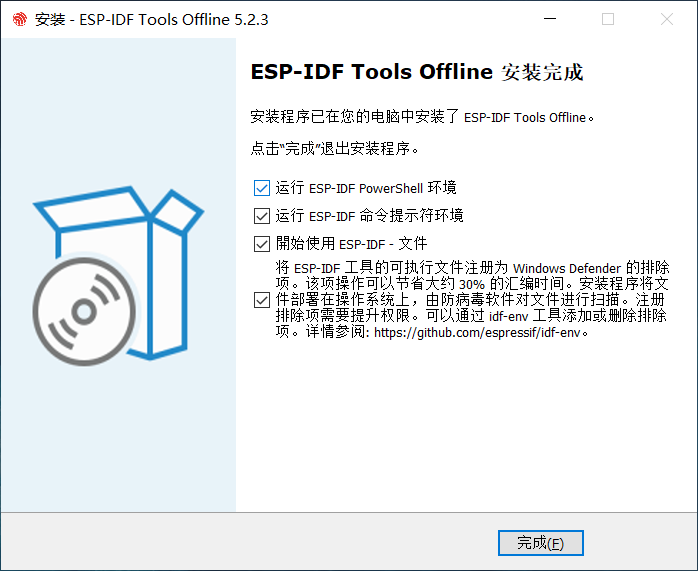 安装 - ESP-IDF Tools Offline 5.2.3
ESP-IDF Tools Offline 安装完成
安装程序已在您的电脑中安装了 ESP-IDF Tools Offline。
点击“完成”退出安装程序。
运行 ESP-IDF PowerShell 环境
运行 ESP-IDF 命令提示符环境
開始使用 ESP-IDF - 文件
将 ESP-IDF 工具的可执行文件注册为 Windows Defender 的排除
项。该项操作可以节省大约 30% 的汇编时间。安装程序将文
件部署在操作系统上，由防病毒软件对文件进行扫描。注册
排除项需要提升权限。可以通过 idf-env 工具添加或删除排除
项。详情参阅: https://github.com/espressif/idf-env。
完成(F)